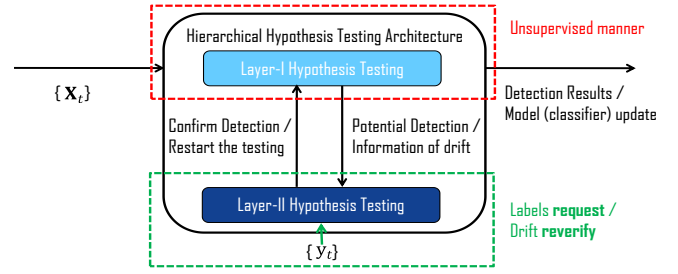 Hierarchical Hypothesis Testing Architecture
Unsupervised manner
Layer-I Hypothesis Testing
{ X_t }
Detection Results /
Model (classifier) update
Confirm Detection /
Restart the testing
Potential Detection /
Information of drift
Layer-II Hypothesis Testing
Labels request /
Drift reverify
{ y_t }